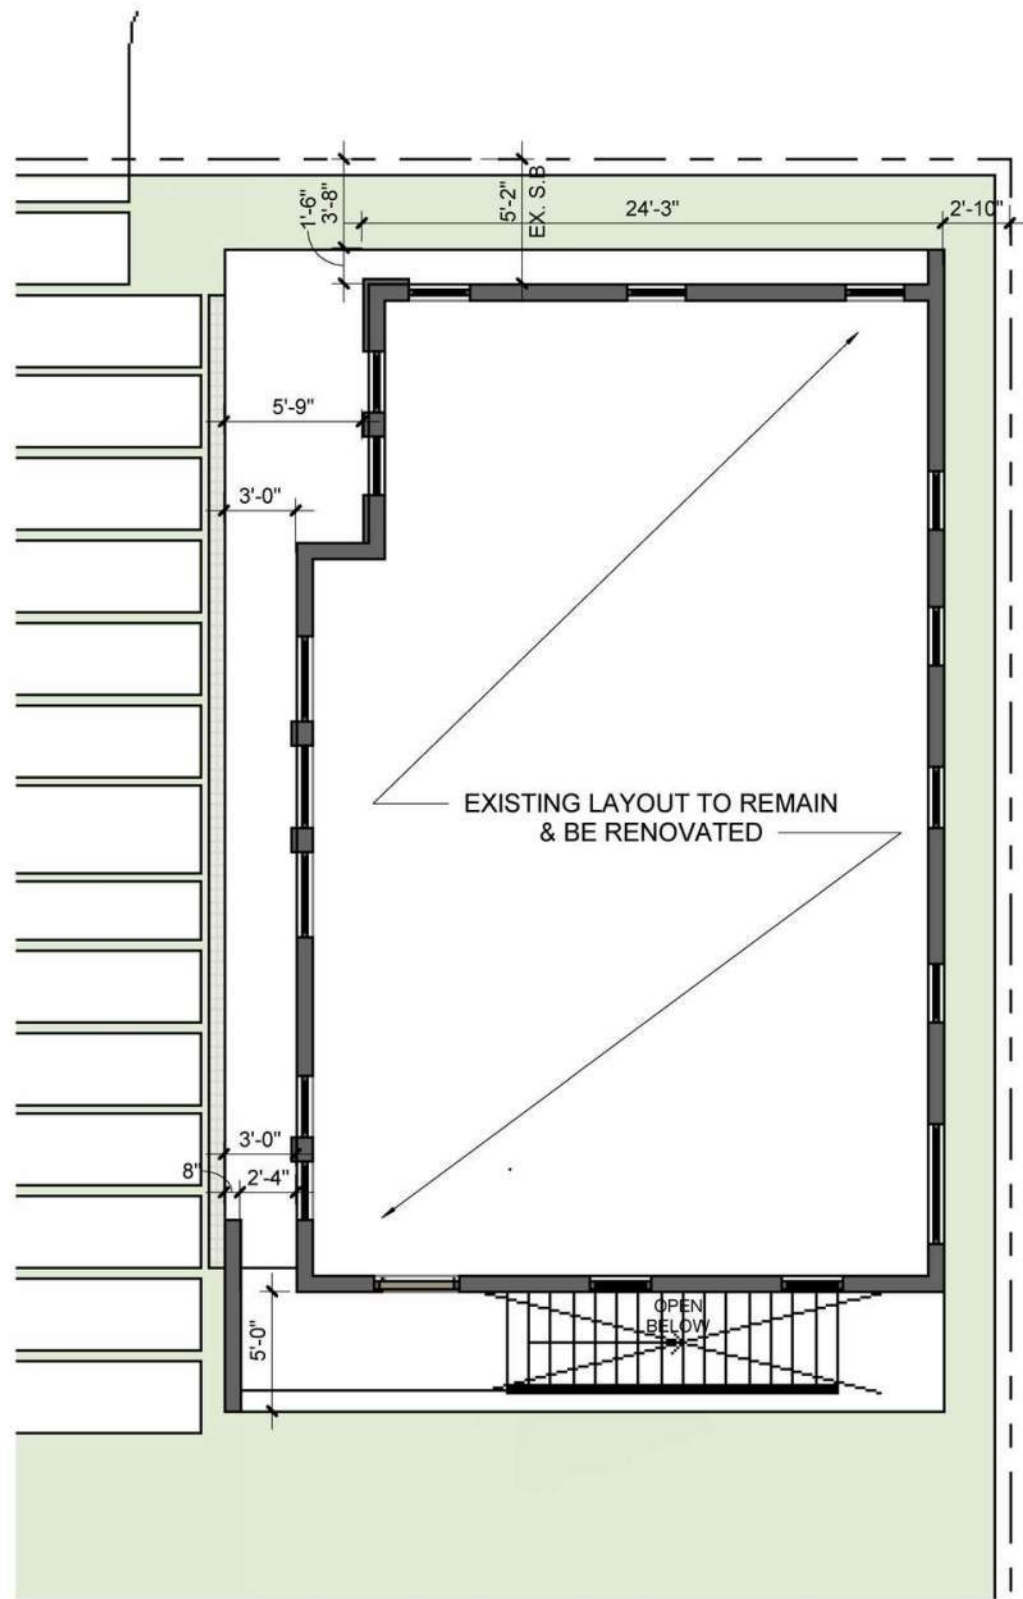 1'-6"
3'-8"
5'-2"
EX. S.B
24'-3"
2'-10"
5'-9"
3'-0"
EXISTING LAYOUT TO REMAIN
& BE RENOVATED
3'-0"
8"
2'-4"
5'-0"
OPEN
BELOW